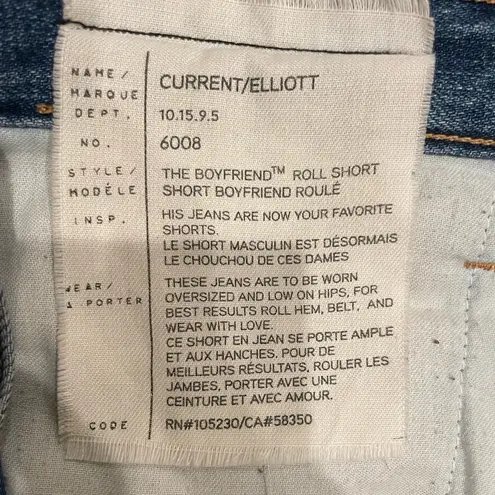 NAME / CURRENT/ELLIOTT
MARQUE
DEPT. 10.15.9.5
NO. 6008
STYLE / THE BOYFRIEND™ ROLL SHORT
MODÈLE SHORT BOYFRIEND ROULÉ
INSP. HIS JEANS ARE NOW YOUR FAVORITE
SHORTS.
LE SHORT MASCULIN EST DÉSORMAIS
LE CHOUCHOU DE CES DAMES
WEAR/ THESE JEANS ARE TO BE WORN
À PORTER OVERSIZED AND LOW ON HIPS, FOR
BEST RESULTS ROLL HEM, BELT, AND
WEAR WITH LOVE.
CE SHORT EN JEAN SE PORTE AMPLE
ET AUX HANCHES. POUR DE
MEILLEURS RÉSULTATS, ROULER LES
JAMBES, PORTER AVEC UNE
CEINTURE ET AVEC AMOUR.
CODE RN#105230/CA#58350